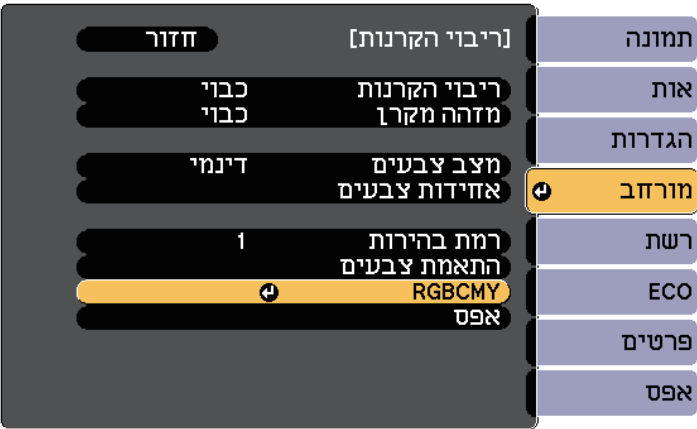 [ריבוי הקרנות] חזור
ריבוי הקרנות כבוי
מזהה מקרן כבוי
מצב צבעים דינמי
אחידות צבעים
רמת בהירות 1
התאמת צבעים
RGBCMY
אפס
תמונה
אות
הגדרות
מורחב
רשת
ECO
פרטים
אפס